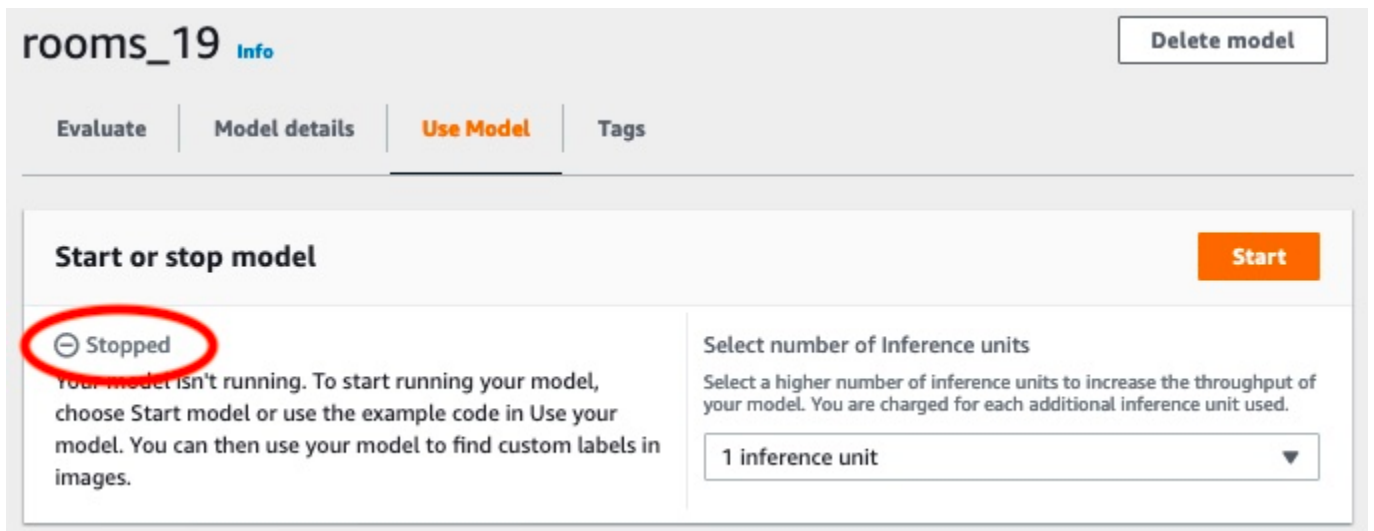 rooms_19 Info
Delete model
Evaluate
Model details
Use Model
Tags
Start or stop model
Start
Stopped
Your model isn't running. To start running your model,
choose Start model or use the example code in Use your
model. You can then use your model to find custom labels in
images.
Select number of Inference units
Select a higher number of inference units to increase the throughput of
your model. You are charged for each additional inference unit used.
1 inference unit